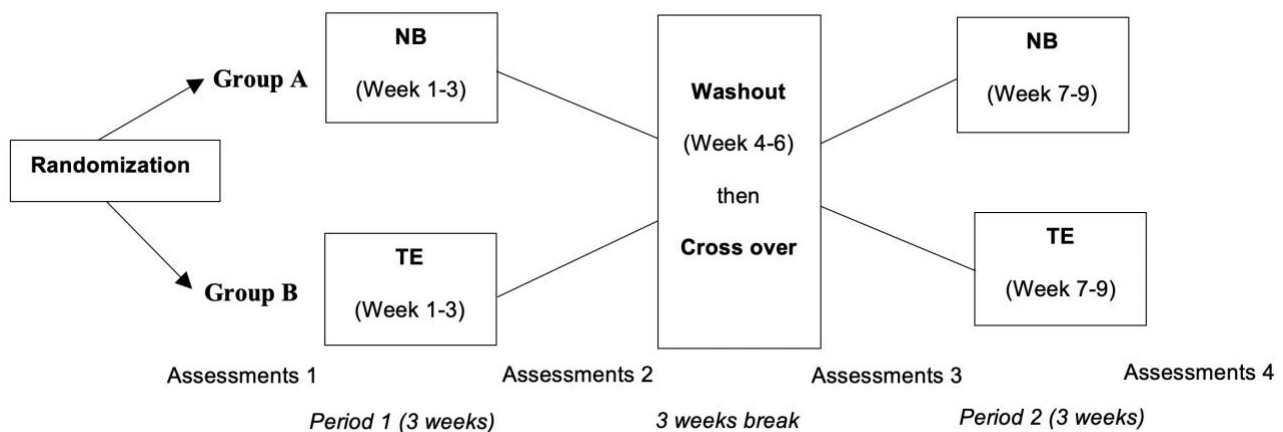 Randomization
Group A
NB
(Week 1-3)
Group B
TE
(Week 1-3)
Washout
(Week 4-6)
then
Cross over
NB
(Week 7-9)
TE
(Week 7-9)
Assessments 1
Assessments 2
Assessments 3
Assessments 4
Period 1 (3 weeks)
3 weeks break
Period 2 (3 weeks)